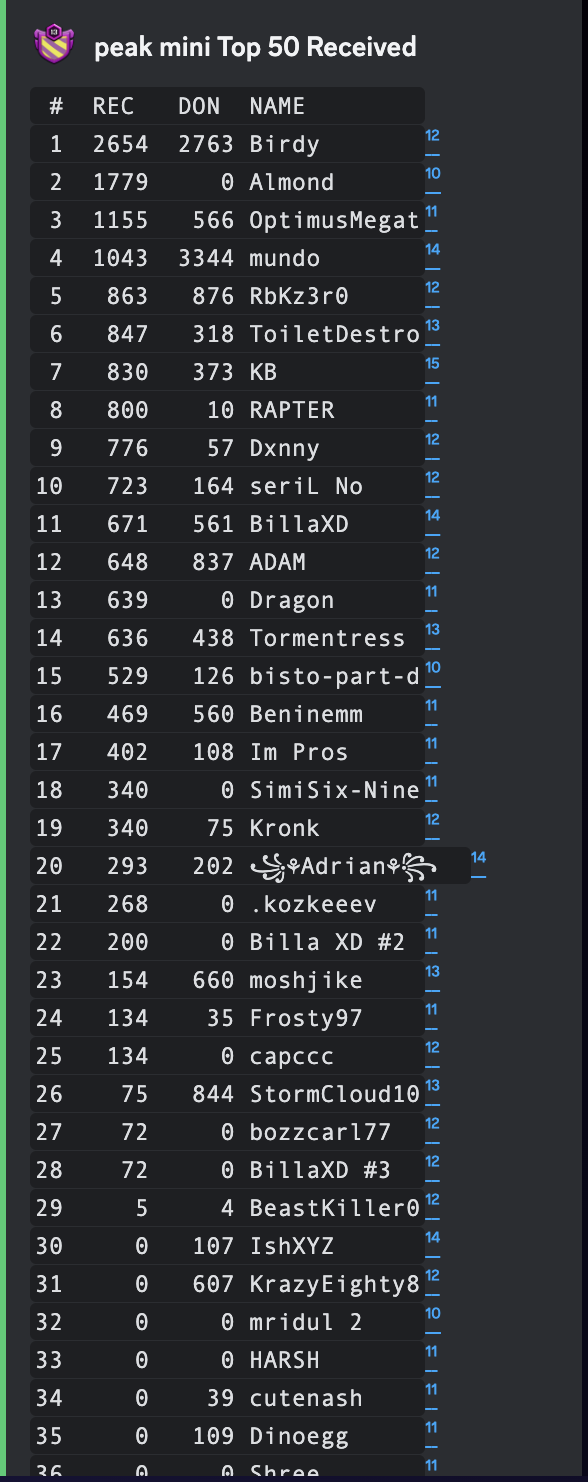 13
peak mini Top 50 Received
# REC DON NAME
1 2654 2763 Birdy 12
2 1779 0 Almond 10
3 1155 566 OptimusMegat 11
4 1043 3344 mundo 14
5 863 876 RbKz3r0 12
6 847 318 ToiletDestro 13
7 830 373 KB 15
8 800 10 RAPTER 11
9 776 57 Dxnny 12
10 723 164 seriL No 12
11 671 561 BillaXD 14
12 648 837 ADAM 12
13 639 0 Dragon 11
14 636 438 Tormentress 13
15 529 126 bisto-part-d 10
16 469 560 Beninemm 11
17 402 108 Im Pros 11
18 340 0 SimiSix-Nine 11
19 340 75 Kronk 12
20 293 202 ꧁⚘Adrian⚘꧂ 14
21 268 0 .kozkeeev 11
22 200 0 Billa XD #2 11
23 154 660 moshjike 13
24 134 35 Frosty97 11
25 134 0 capccc 12
26 75 844 StormCloud10 13
27 72 0 bozzcarl77 12
28 72 0 BillaXD #3 12
29 5 4 BeastKiller0 12
30 0 107 IshXYZ 14
31 0 607 KrazyEighty8 12
32 0 0 mridul 2 10
33 0 0 HARSH 11
34 0 39 cutenash 11
35 0 109 Dinoegg 11
36 0 0 Shree 11